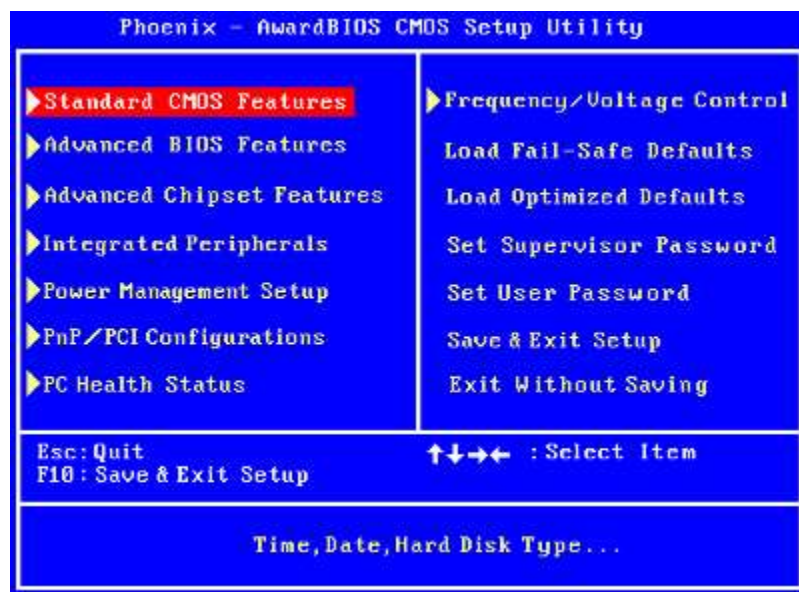 Phoenix - AwardBIOS CMOS Setup Utility
Standard CMOS Features
Advanced BIOS Features
Advanced Chipset Features
Integrated Peripherals
Power Management Setup
PnP/PCI Configurations
PC Health Status
Frequency/Voltage Control
Load Fail-Safe Defaults
Load Optimized Defaults
Set Supervisor Password
Set User Password
Save & Exit Setup
Exit Without Saving
Esc:Quit
F10:Save & Exit Setup
↑↓→← :Select Item
Time,Date,Hard Disk Type...